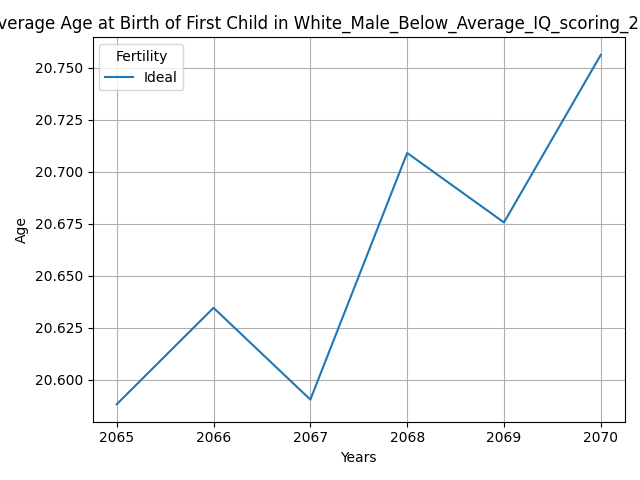 verage Age at Birth of First Child in White_Male_Below_Average_IQ_scoring_2
Fertility
Ideal
20.750
20.725
20.700
20.675
20.650
20.625
20.600
Age
2065 2066 2067 2068 2069 2070
Years